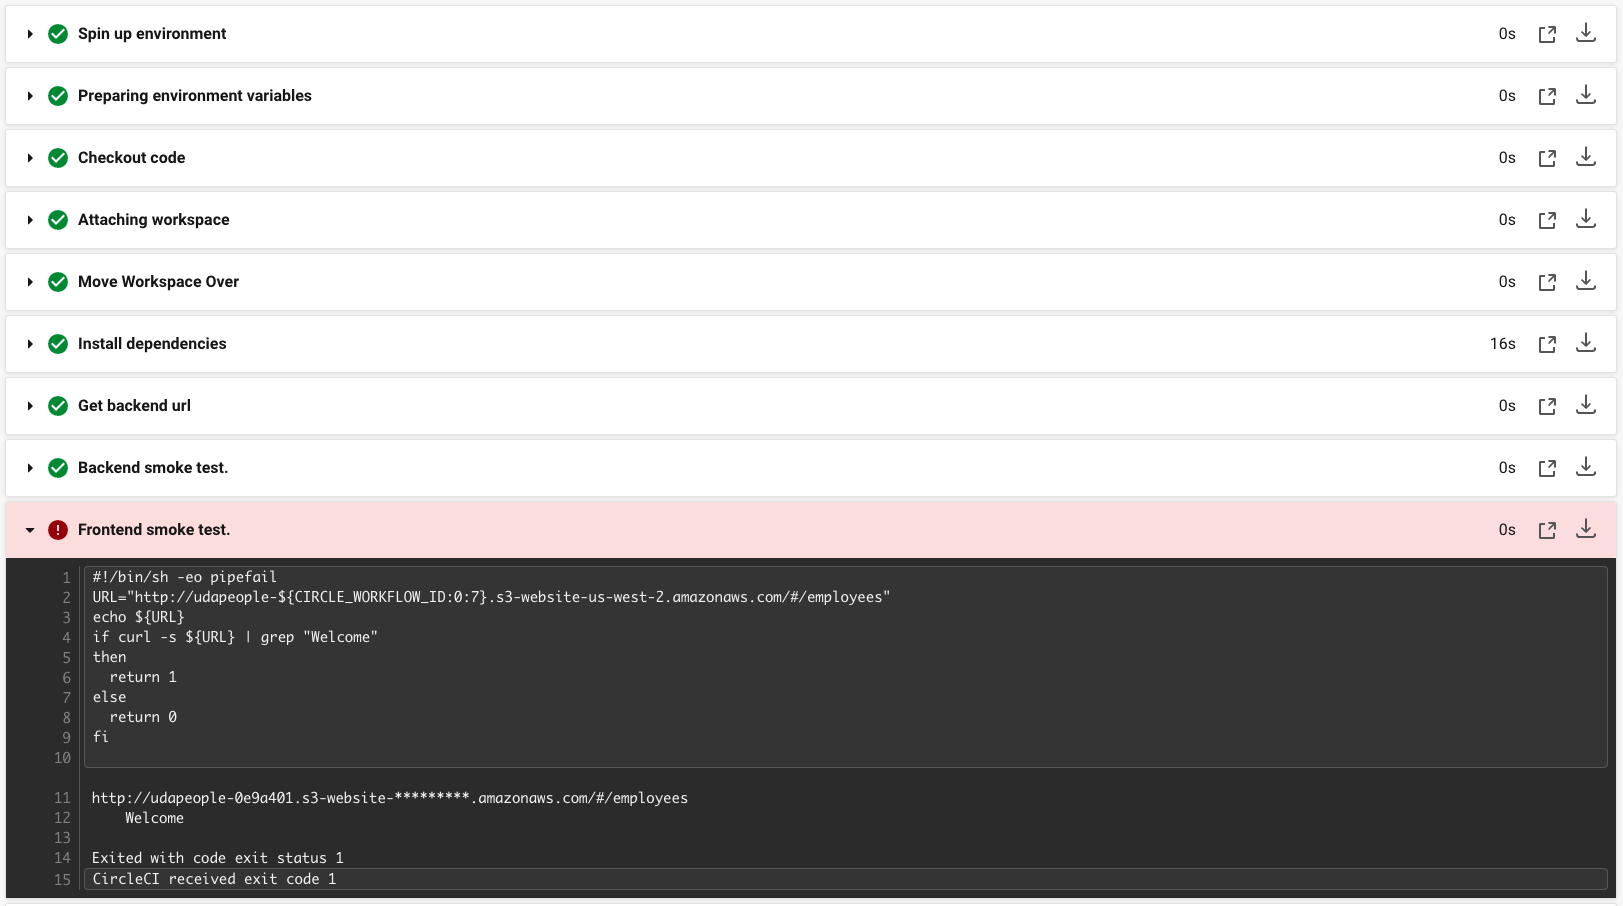 Spin up environment 0s
Preparing environment variables 0s
Checkout code 0s
Attaching workspace 0s
Move Workspace Over 0s
Install dependencies 16s
Get backend url 0s
Backend smoke test. 0s
Frontend smoke test. 0s
1 #!/bin/sh -eo pipefail
2 URL="http://udapeople-${CIRCLE_WORKFLOW_ID:0:7}.s3-website-us-west-2.amazonaws.com/#/employees"
3 echo ${URL}
4 if curl -s ${URL} | grep "Welcome"
5 then
6   return 1
7 else
8   return 0
9 fi
10
11 http://udapeople-0e9a401.s3-website-*********.amazonaws.com/#/employees
12     Welcome
13
14 Exited with code exit status 1
15 CircleCI received exit code 1